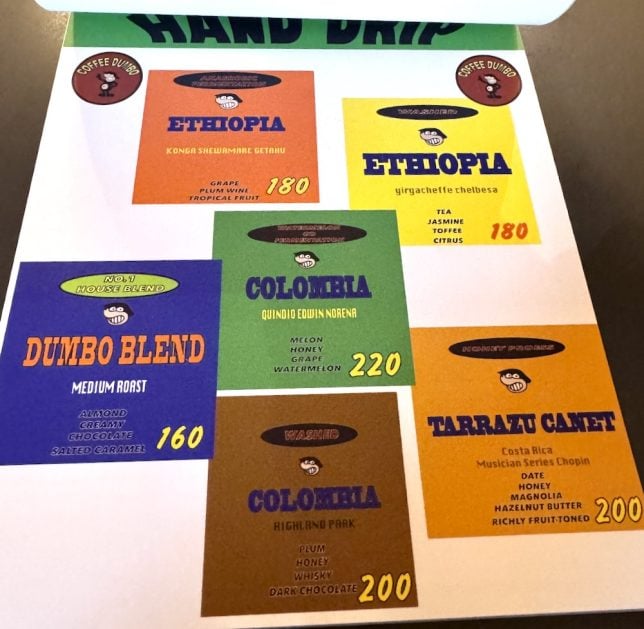 HAND DRIP
COFFEE DUMBO
COFFEE DUMBO
ANAEROBIC
FERMENTATION
ETHIOPIA
KONGA SHEWAMARE GETAHU
GRAPE
PLUM WINE
TROPICAL FRUIT
180
WASHED
ETHIOPIA
yirgacheffe chelbesa
TEA
JASMINE
TOFFEE
CITRUS
180
WATERMELON
CO
FERMENTATION
COLOMBIA
QUINDIO EDWIN NORENA
MELON
HONEY
GRAPE
WATERMELON
220
NO.1
HOUSE BLEND
DUMBO BLEND
MEDIUM ROAST
ALMOND
CREAMY
CHOCOLATE
SALTED CARAMEL
160
HONEY PROESS
TARRAZU CANET
Costa Rica
Musician Series Chopin
DATE
HONEY
MAGNOLIA
HAZELNUT BUTTER
RICHLY FRUIT-TONED
200
WASHED
COLOMBIA
HIGHLAND PARK
PLUM
HONEY
WHISKY
DARK CHOCOLATE
200